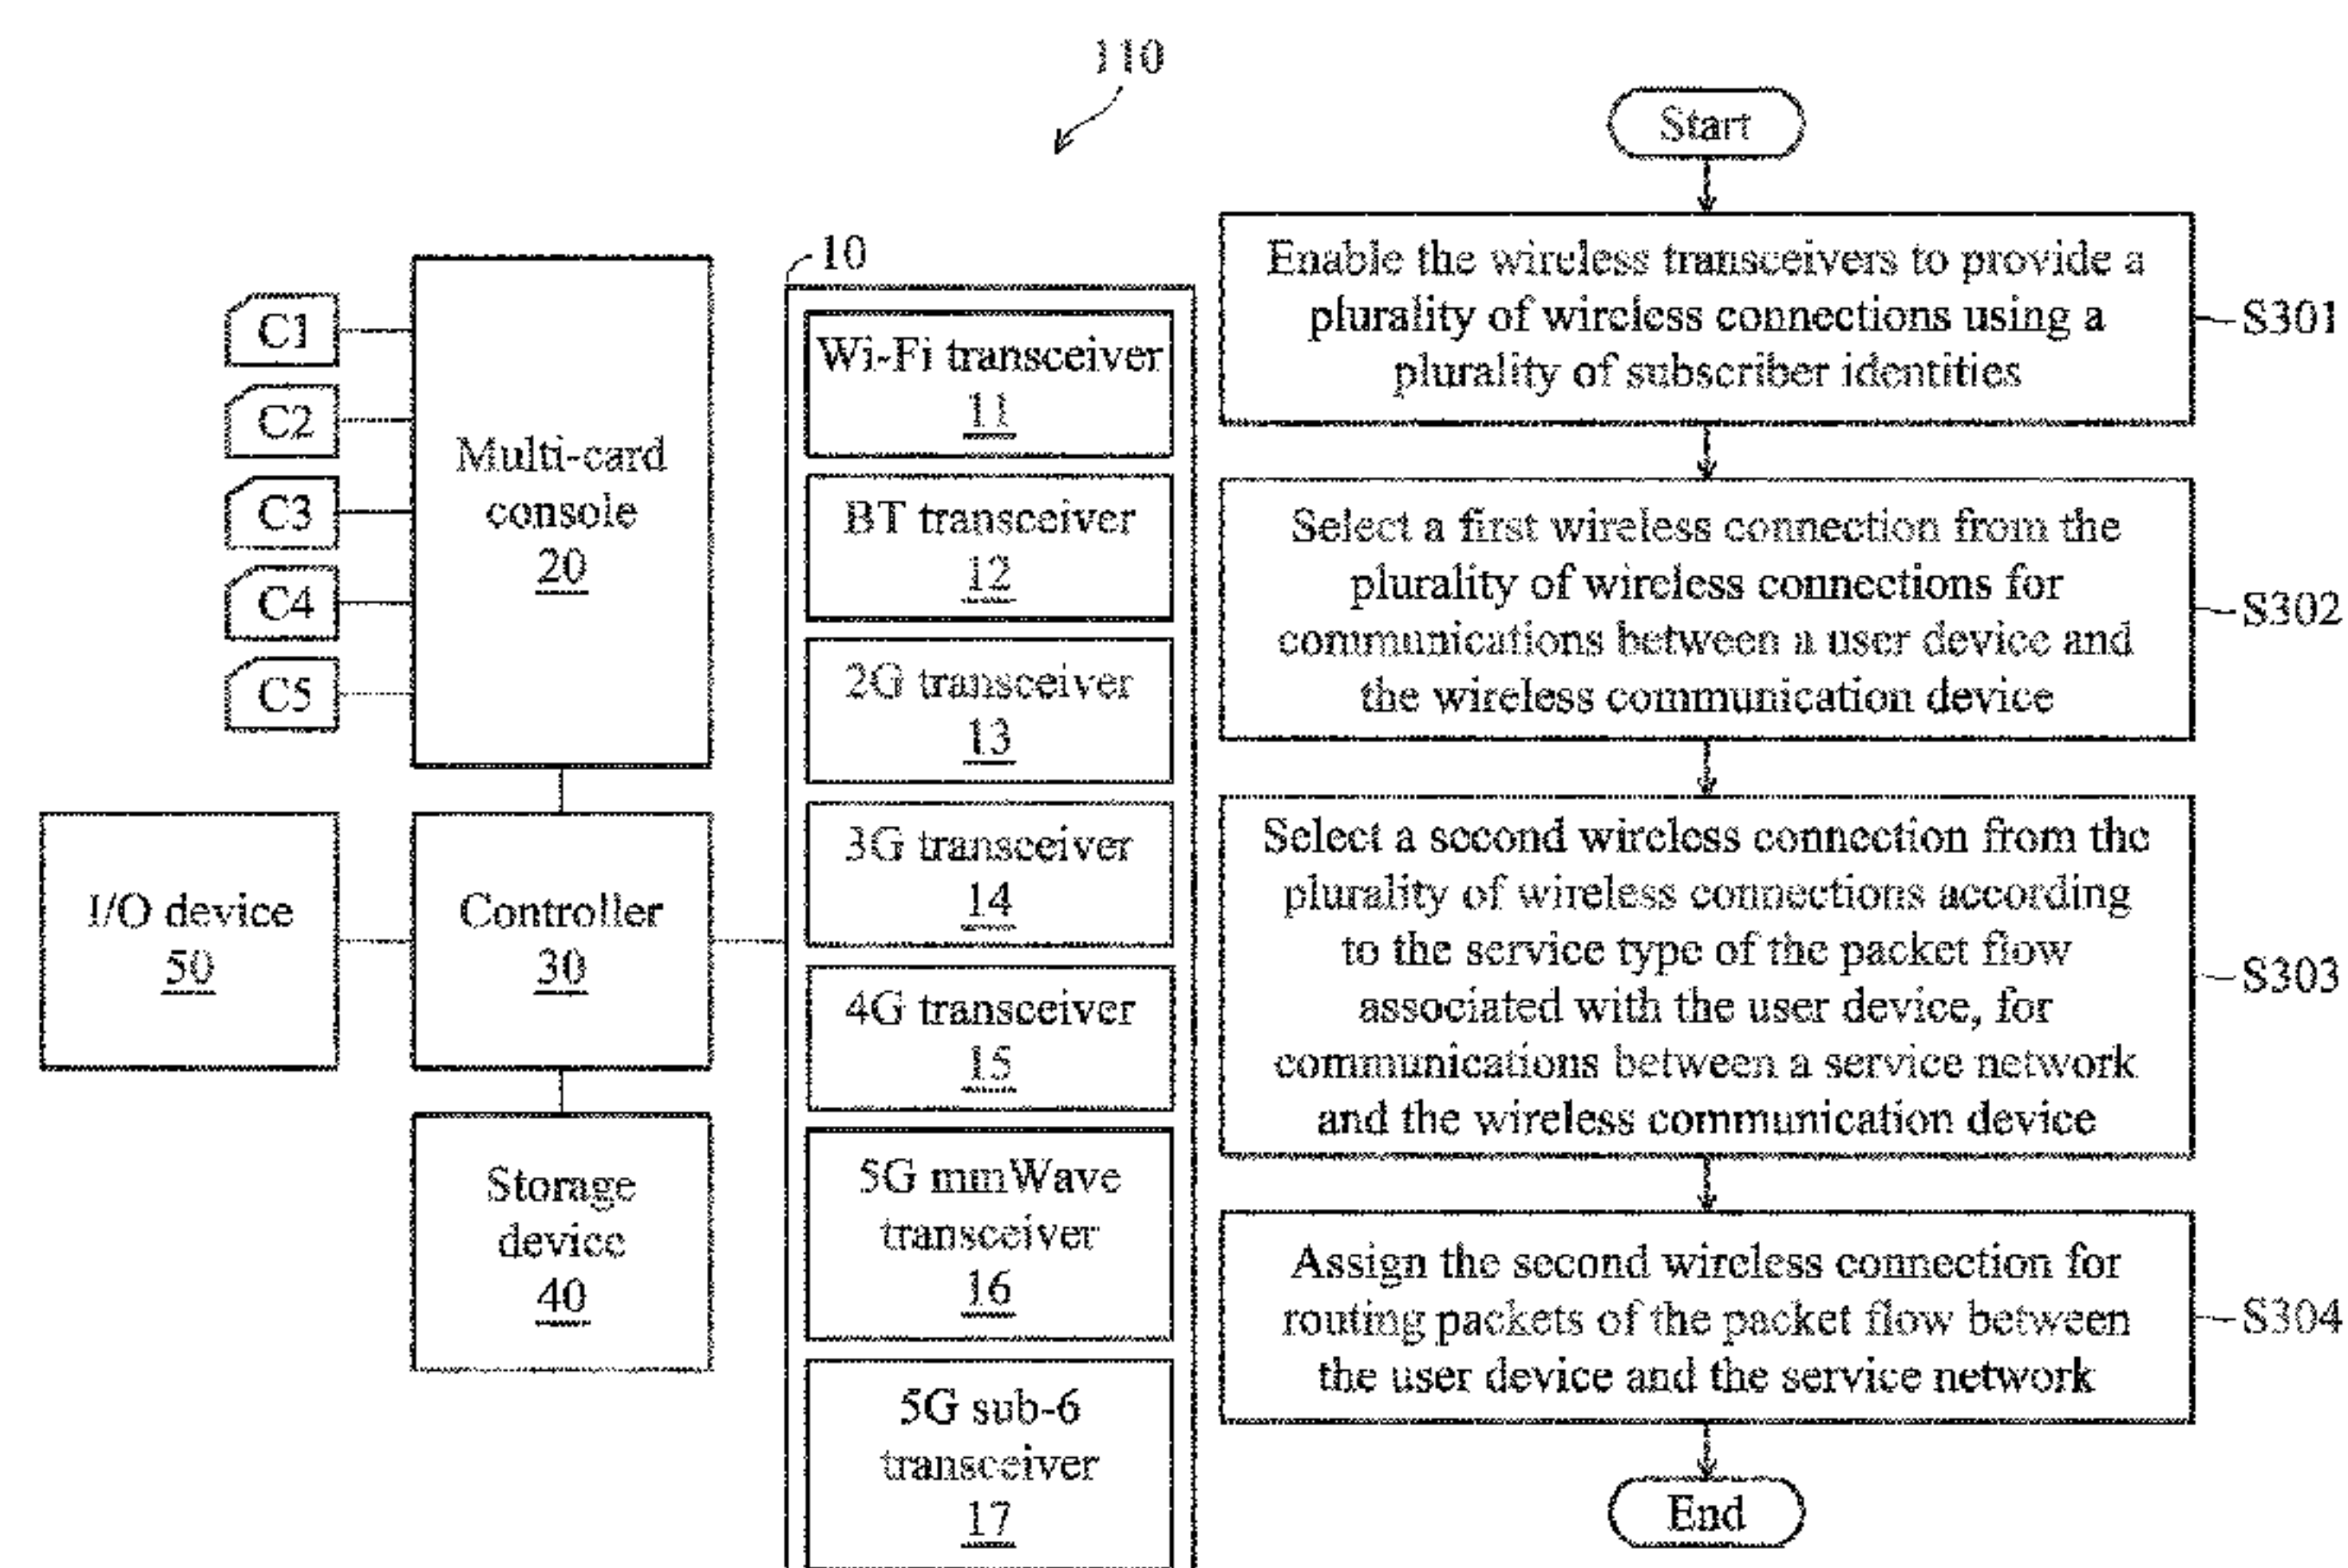 110
C1
C2
C3
C4
C5
Multi-card
console
20
I/O device
50
Controller
30
Storage
device
40
10
Wi-Fi transceiver
11
BT transceiver
12
2G transceiver
13
3G transceiver
14
4G transceiver
15
5G mmWave
transceiver
16
5G sub-6
transceiver
17
Start
Enable the wireless transceivers to provide a
plurality of wireless connections using a
plurality of subscriber identities
S301
Select a first wireless connection from the
plurality of wireless connections for
communications between a user device and
the wireless communication device
S302
Select a second wireless connection from the
plurality of wireless connections according
to the service type of the packet flow
associated with the user device, for
communications between a service network
and the wireless communication device
S303
Assign the second wireless connection for
routing packets of the packet flow between
the user device and the service network
S304
End